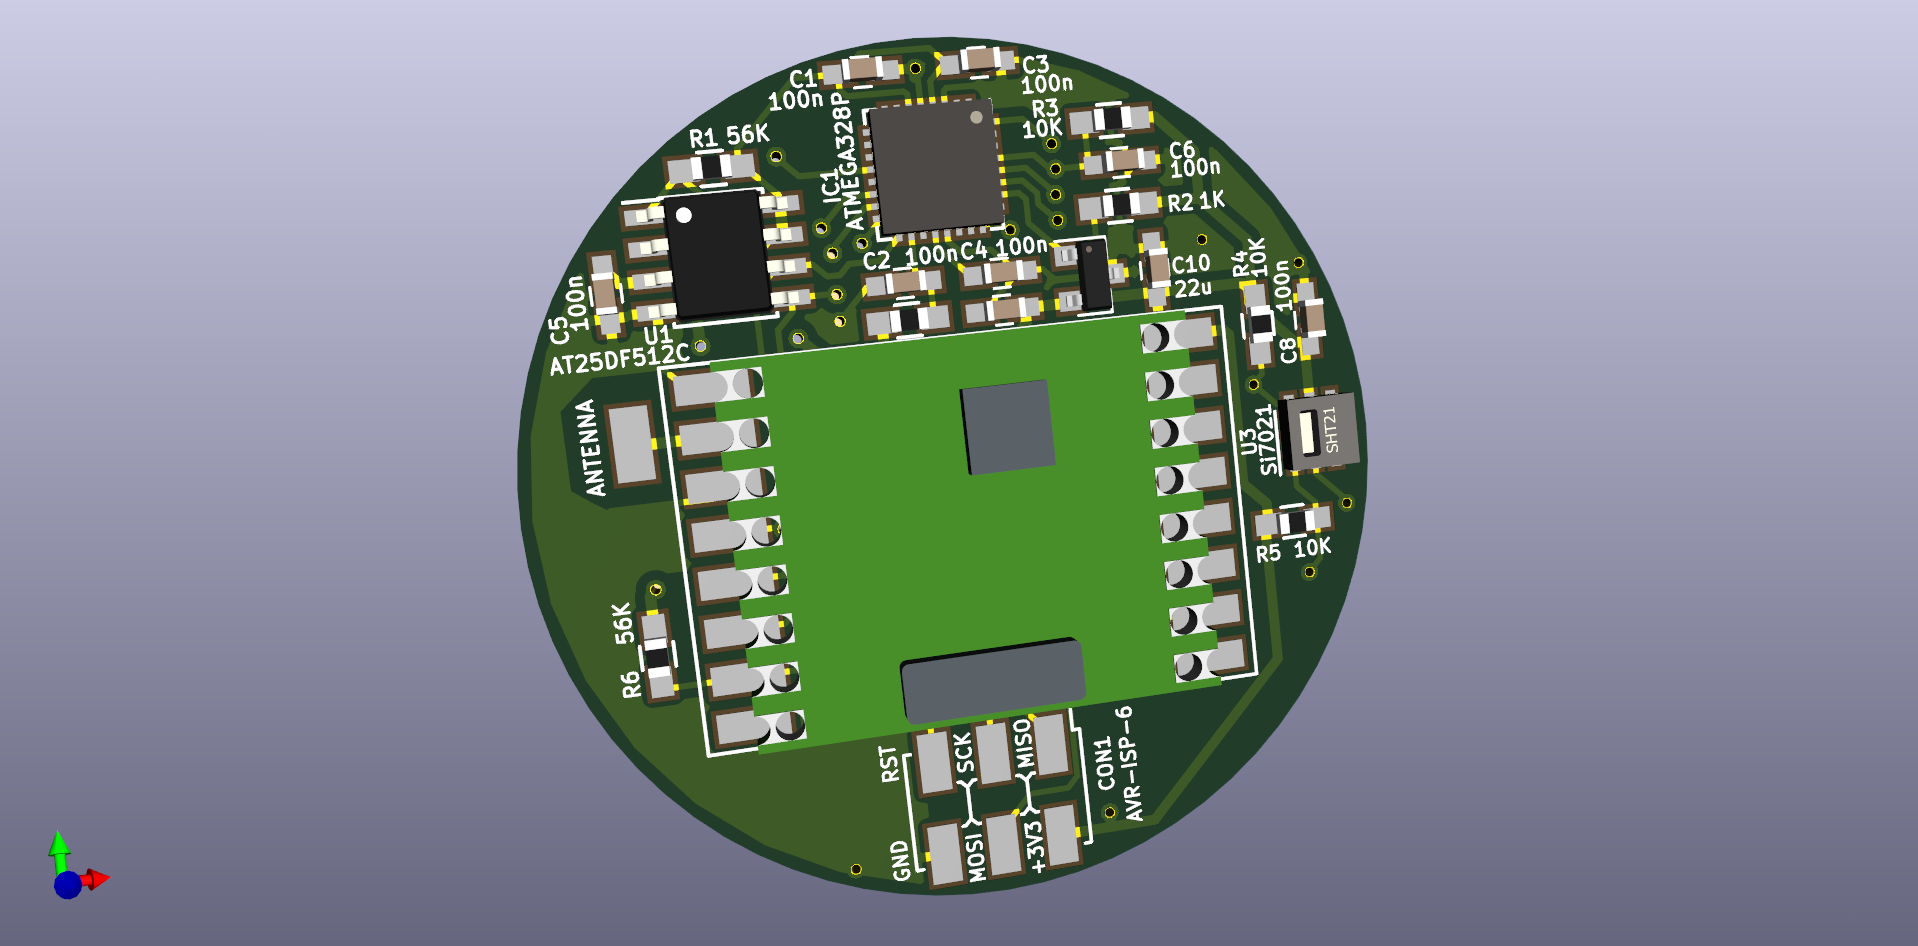 C1
100n
C3
100n
R3
10K
R1 56K
IC1
ATMEGA328P
C6
100n
R2 1K
C2 100n
C4 100n
C10
22u
R4
10K
100n
C8
C5
100n
U1
AT25DF512C
ANTENNA
U3
Si7021
SHT21
R5 10K
56K
R6
RST
SCK
MISO
CON1
AVR-ISP-6
GND
MOSI
+3V3